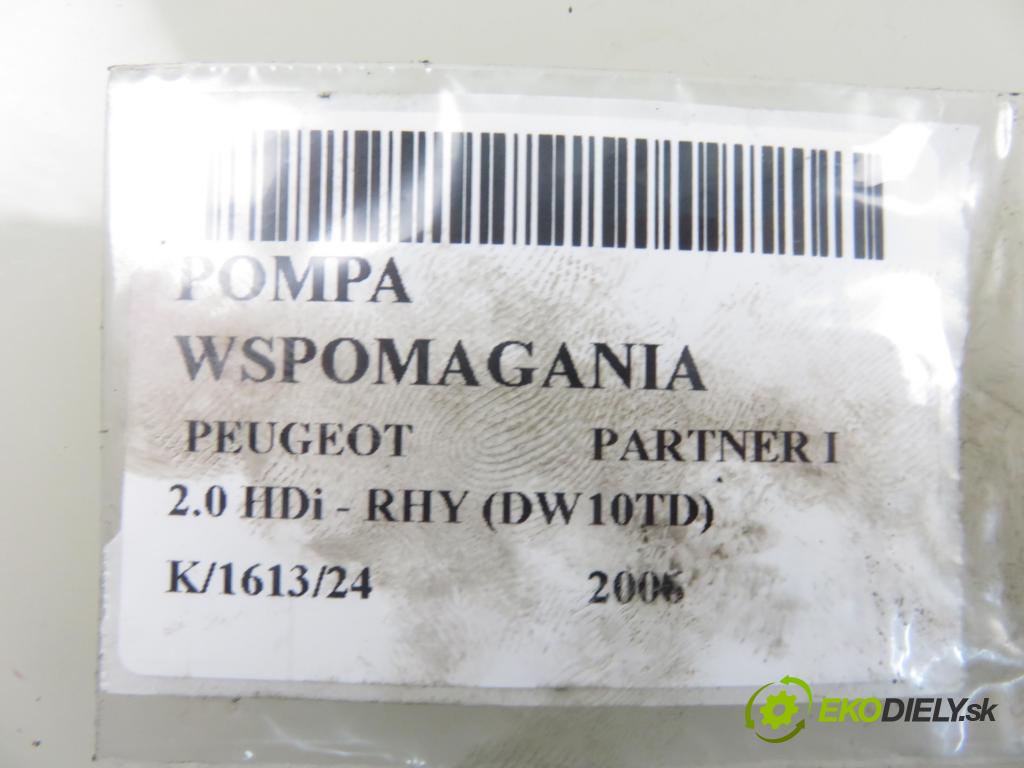 POMPA
WSPOMAGANIA
PEUGEOT PARTNER I
2.0 HDi - RHY (DW10TD)
K/1613/24 2006
EKODIELY.sk